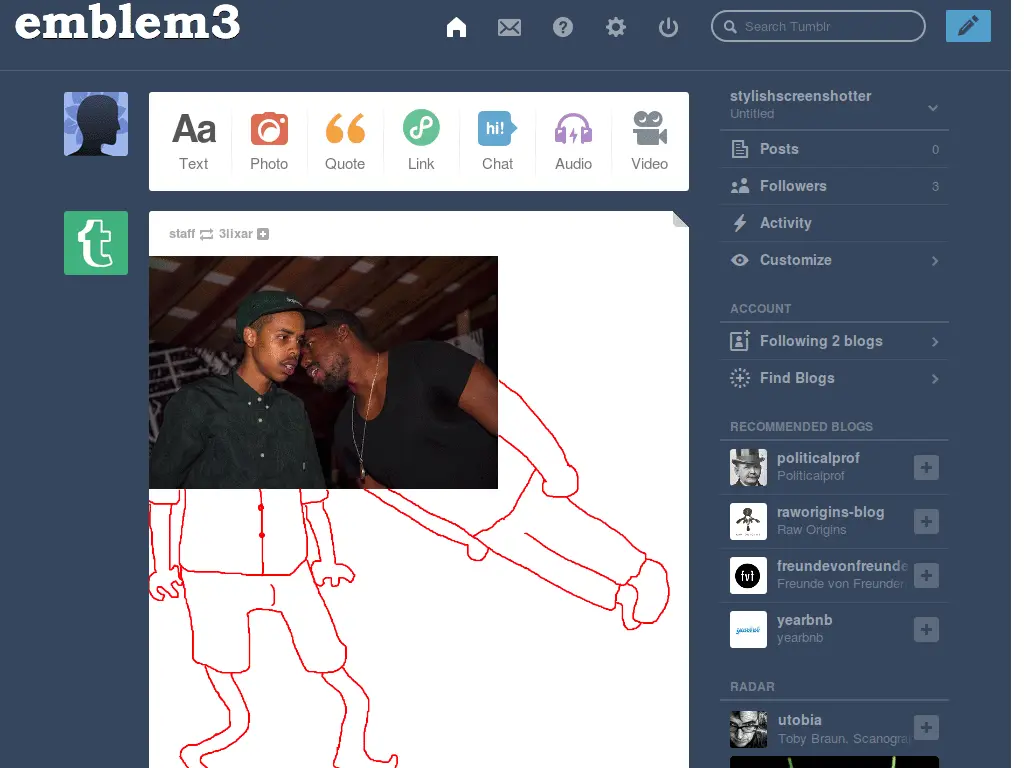 emblem3
Search Tumblr
Aa
Text
Photo
Quote
Link
hi!
Chat
Audio
Video
staff 3lixar
stylishscreenshotter
Untitled
Posts 0
Followers 3
Activity
Customize
ACCOUNT
Following 2 blogs
Find Blogs
RECOMMENDED BLOGS
politicalprof
Politicalprof
raworigins-blog
Raw Origins
fvf
freundevonfreunde
Freunde von Freunden
yearbnb
yearbnb
RADAR
utobia
Toby Braun, Scanogra